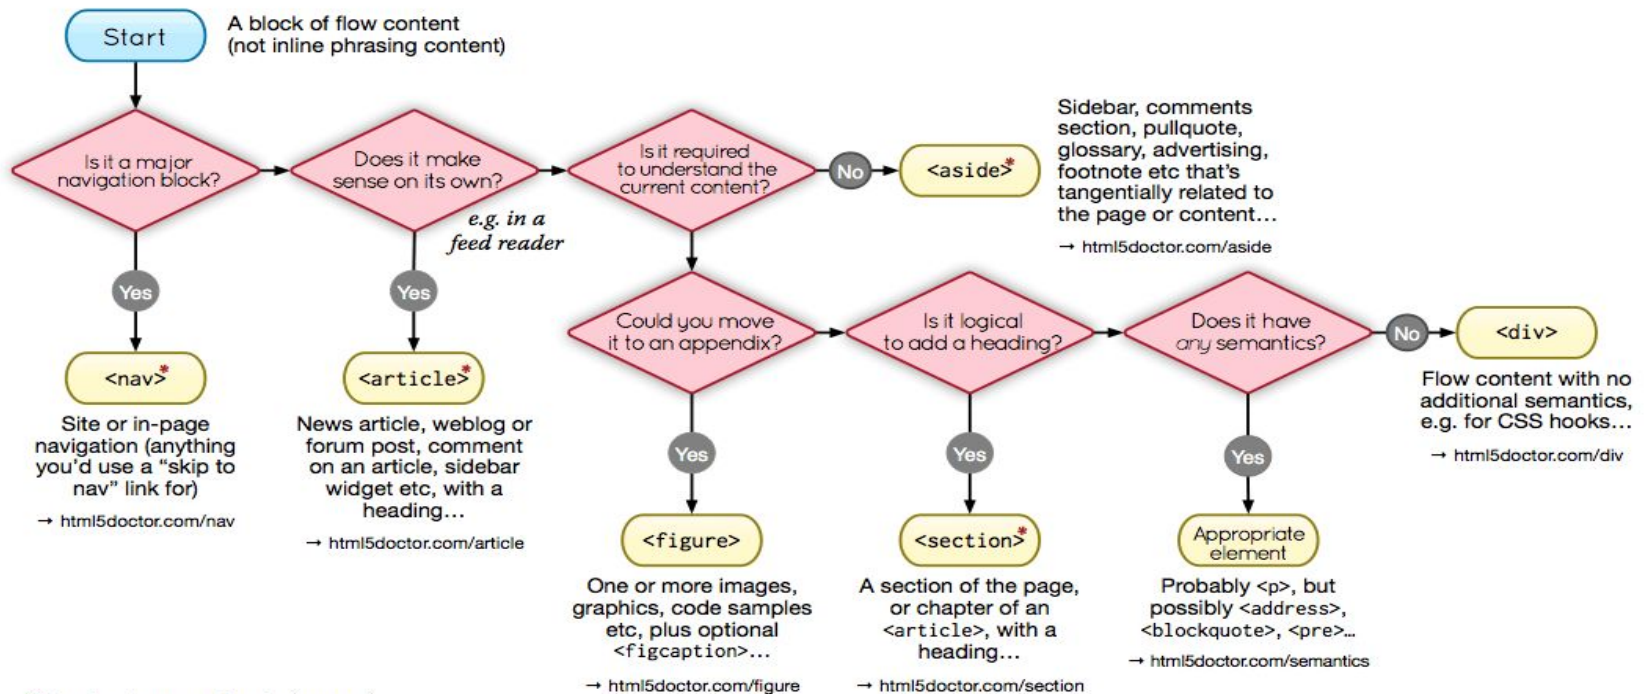 Start
A block of flow content
(not inline phrasing content)
Is it a major
navigation block?
Does it make
sense on its own?
e.g. in a
feed reader
Is it required
to understand the
current content?
No
<aside>*
Sidebar, comments
section, pullquote,
glossary, advertising,
footnote etc that's
tangentially related to
the page or content…
→ html5doctor.com/aside
Yes
<nav>*
Site or in-page
navigation (anything
you'd use a “skip to
nav” link for)
→ html5doctor.com/nav
Yes
<article>*
News article, weblog or
forum post, comment
on an article, sidebar
widget etc, with a
heading…
→ html5doctor.com/article
Could you move
it to an appendix?
Yes
<figure>
One or more images,
graphics, code samples
etc, plus optional
<figcaption>…
→ html5doctor.com/figure
Is it logical
to add a heading?
Yes
<section>*
A section of the page,
or chapter of an
<article>, with a
heading…
→ html5doctor.com/section
Does it have
any semantics?
Yes
Appropriate
element
Probably <p>, but
possibly <address>,
<blockquote>, <pre>…
→ html5doctor.com/semantics
No
<div>
Flow content with no
additional semantics,
e.g. for CSS hooks…
→ html5doctor.com/div